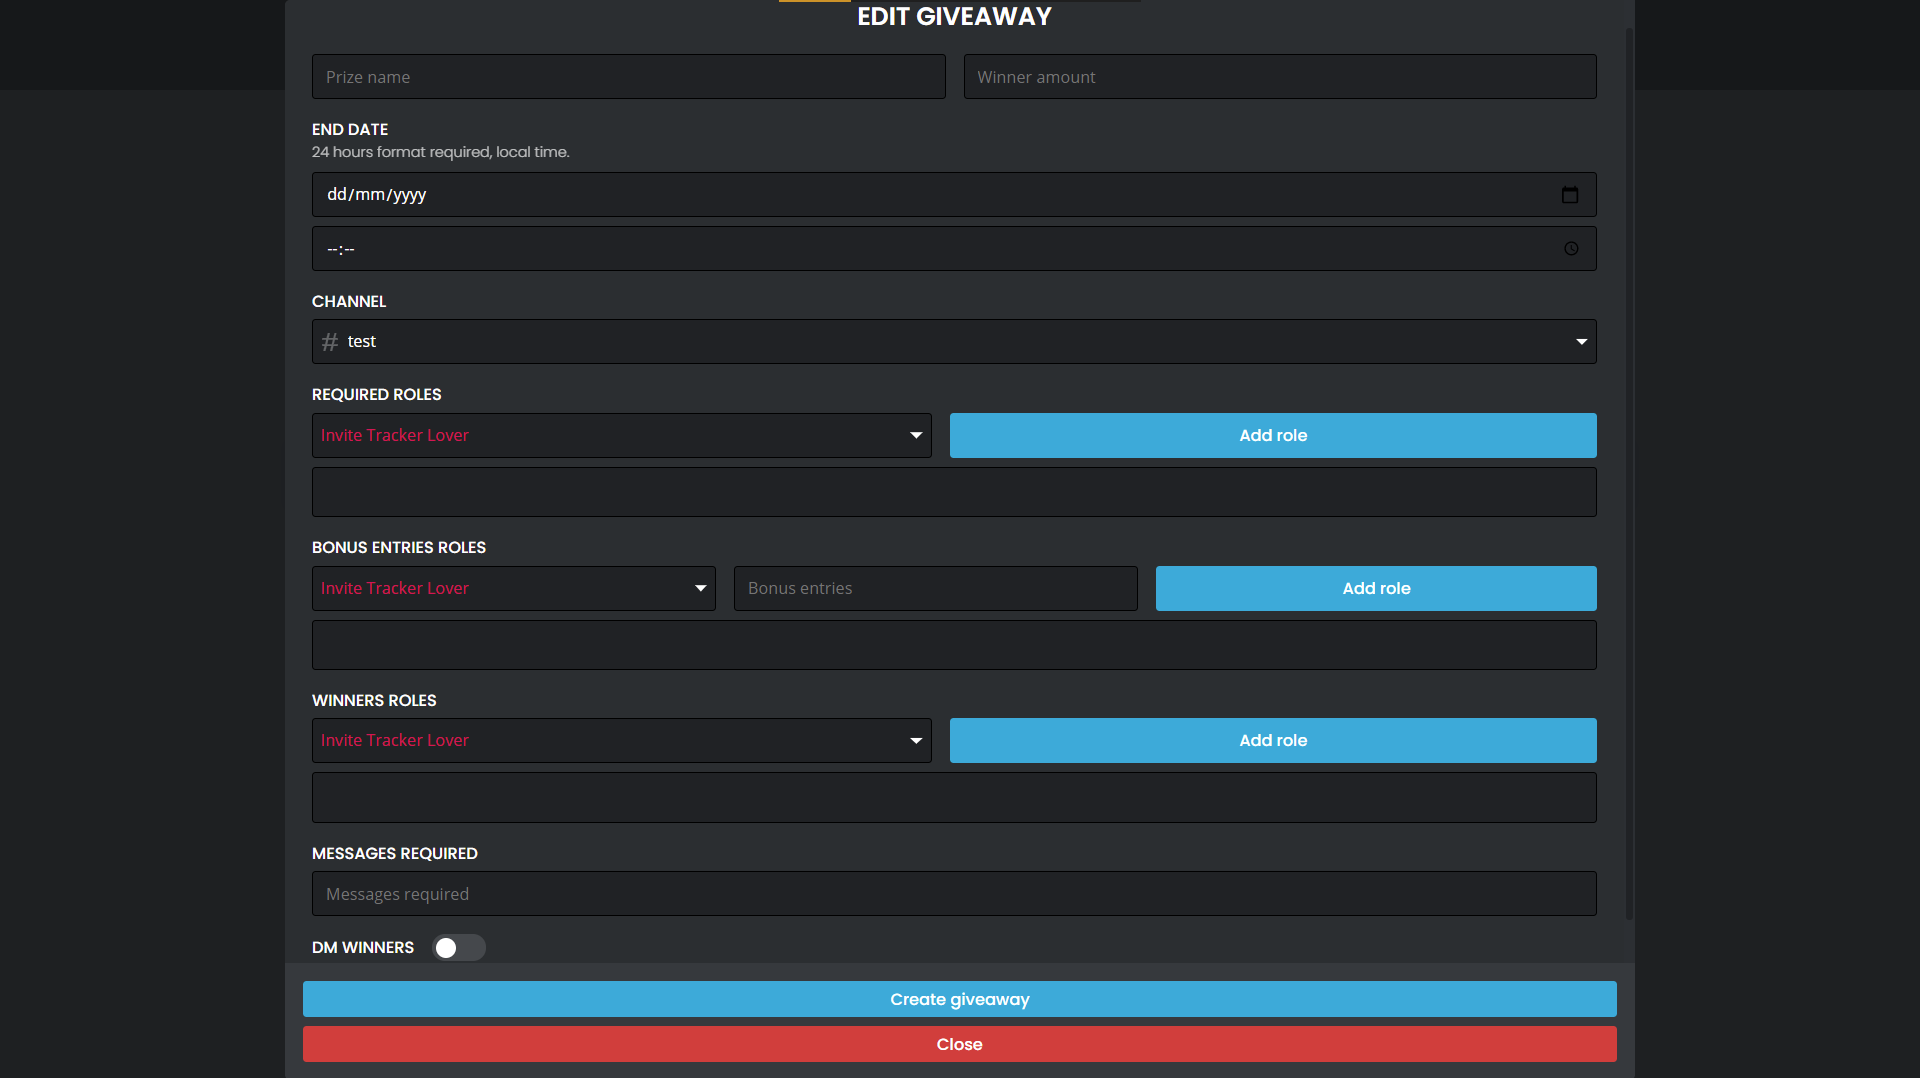 EDIT GIVEAWAY
Prize name
Winner amount
END DATE
24 hours format required, local time.
dd/mm/yyyy
--:--
CHANNEL
# test
REQUIRED ROLES
Invite Tracker Lover
Add role
BONUS ENTRIES ROLES
Invite Tracker Lover
Bonus entries
Add role
WINNERS ROLES
Invite Tracker Lover
Add role
MESSAGES REQUIRED
Messages required
DM WINNERS
Create giveaway
Close